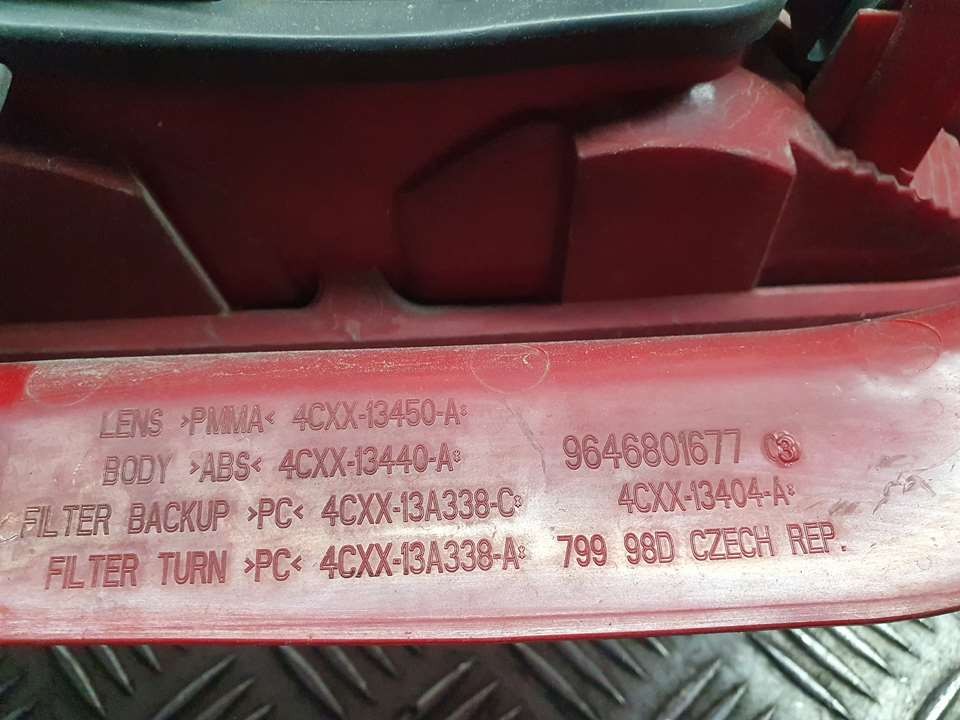 LENS >PMMA< 4CXX-13450-A*
BODY >ABS< 4CXX-13440-A*
FILTER BACKUP >PC< 4CXX-13A338-C*
FILTER TURN >PC< 4CXX-13A338-A*
9646801677 3
4CXX-13404-A*
799 98D CZECH REP.